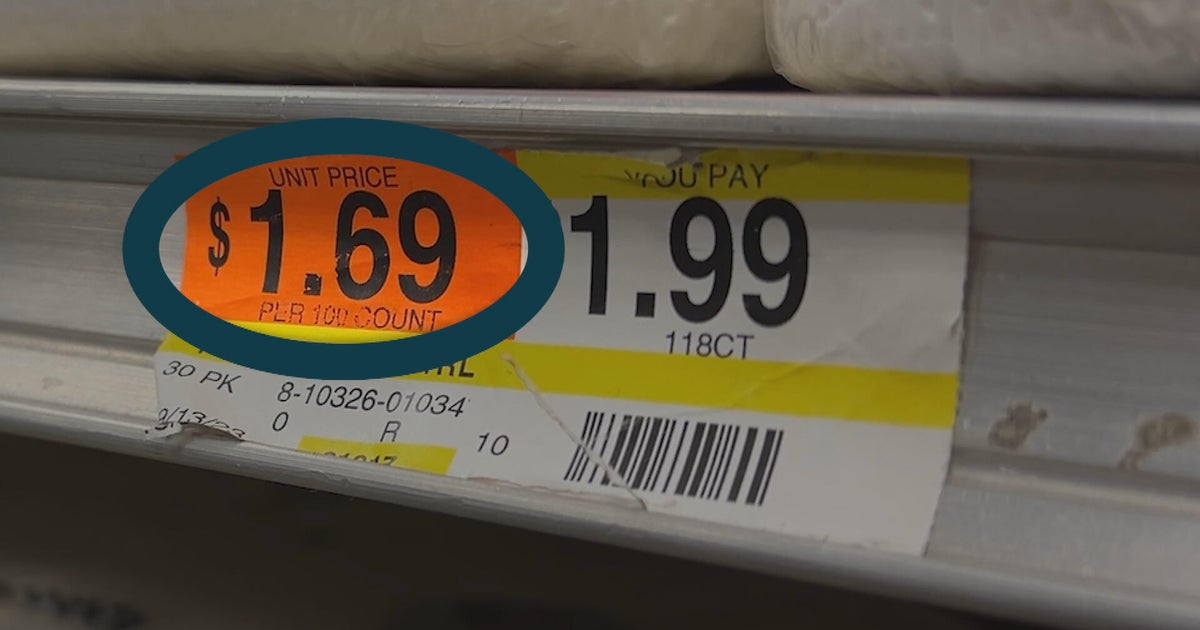 UNIT PRICE
$1.69
PER 100 COUNT
YOU PAY
1.99
118CT
30 PK
8-10326-01034
0
R
10